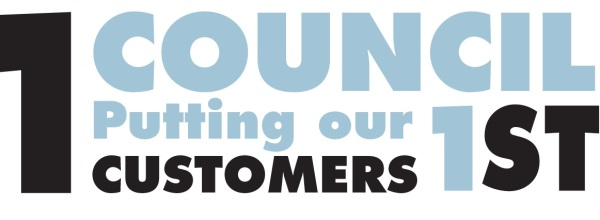 1 COUNCIL
Putting our
CUSTOMERS 1ST